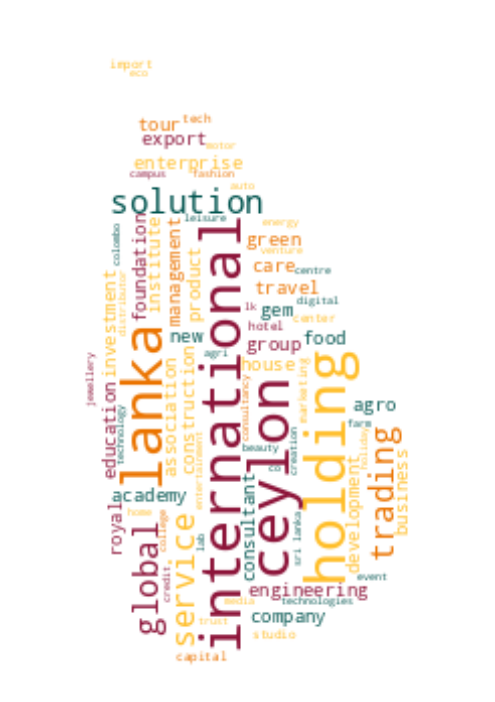 import
eco
tour
tech
export
motor
enterprise
campus
fashion
auto
solution
leisure
colombo
foundation
institute
management
international
energy
green
venture
care
centre
travel
investment
distributor
product
lk
gem
digital
center
hotel
new
group
food
agri
house
lanka
jewellery
education
technology
association
construction
consultancy
ceylon
holding
marketing
agro
farm
holiday
trading
business
entertainment
beauty
co
creation
academy
home
royal
global
college
credit,
service
lab
consultant
sri lanka
development
event
engineering
media
technologies
trust
company
studio
capital